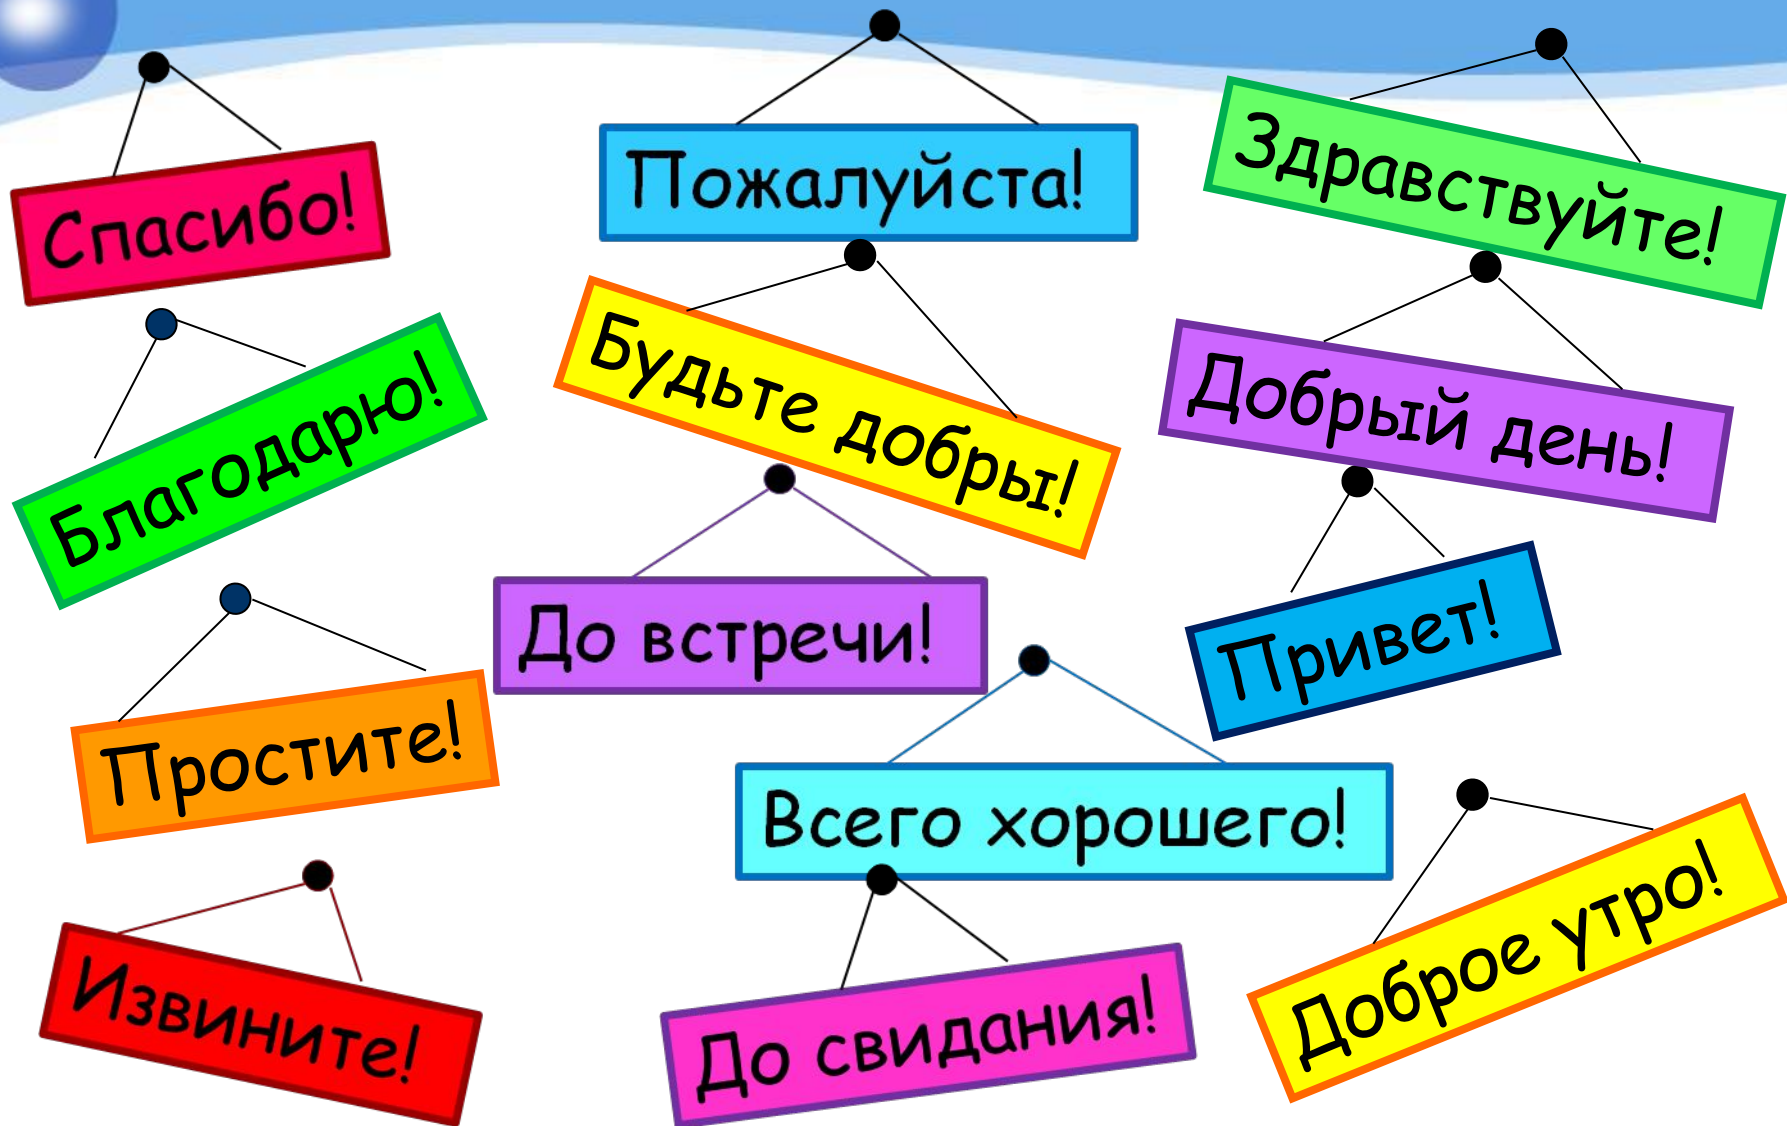 Спасибо!
Пожалуйста!
Здравствуйте!
Благодарю!
Будьте добры!
Добрый день!
До встречи!
Привет!
Простите!
Всего хорошего!
Извините!
До свидания!
Доброе утро!